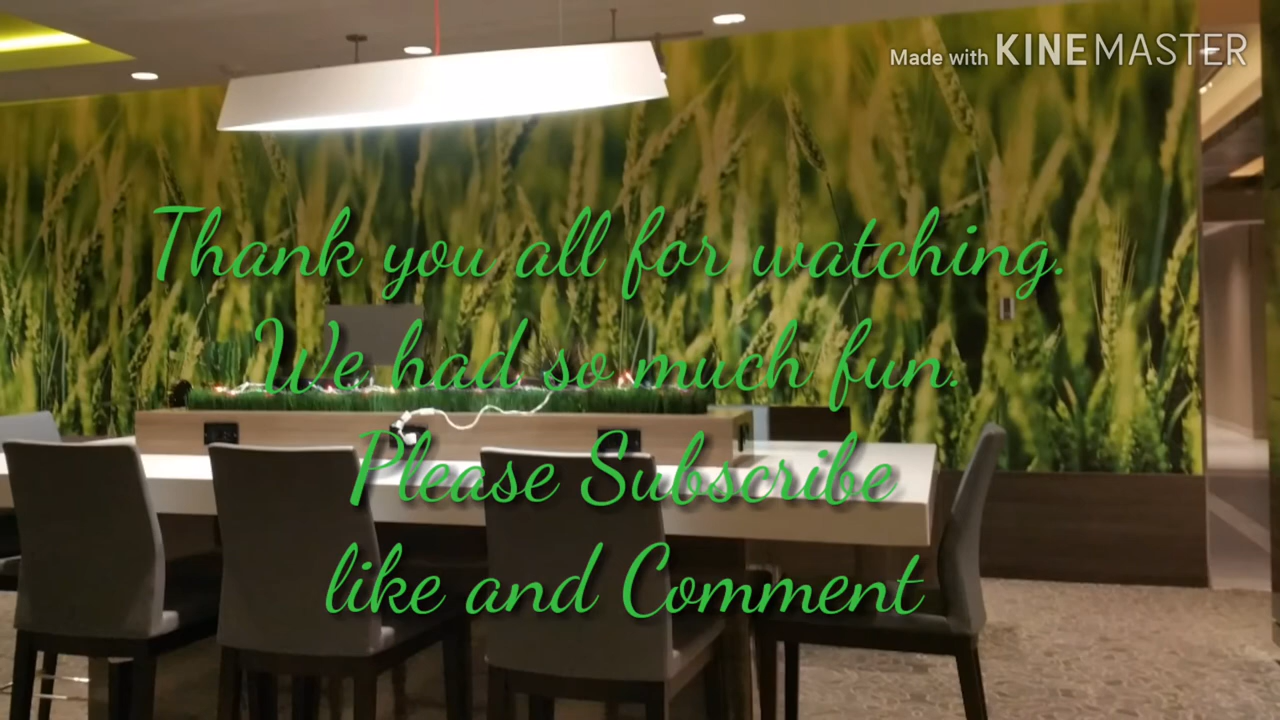 Made with KINEMASTER
Thank you all for watching.
We had so much fun.
Please Subscribe
like and Comment